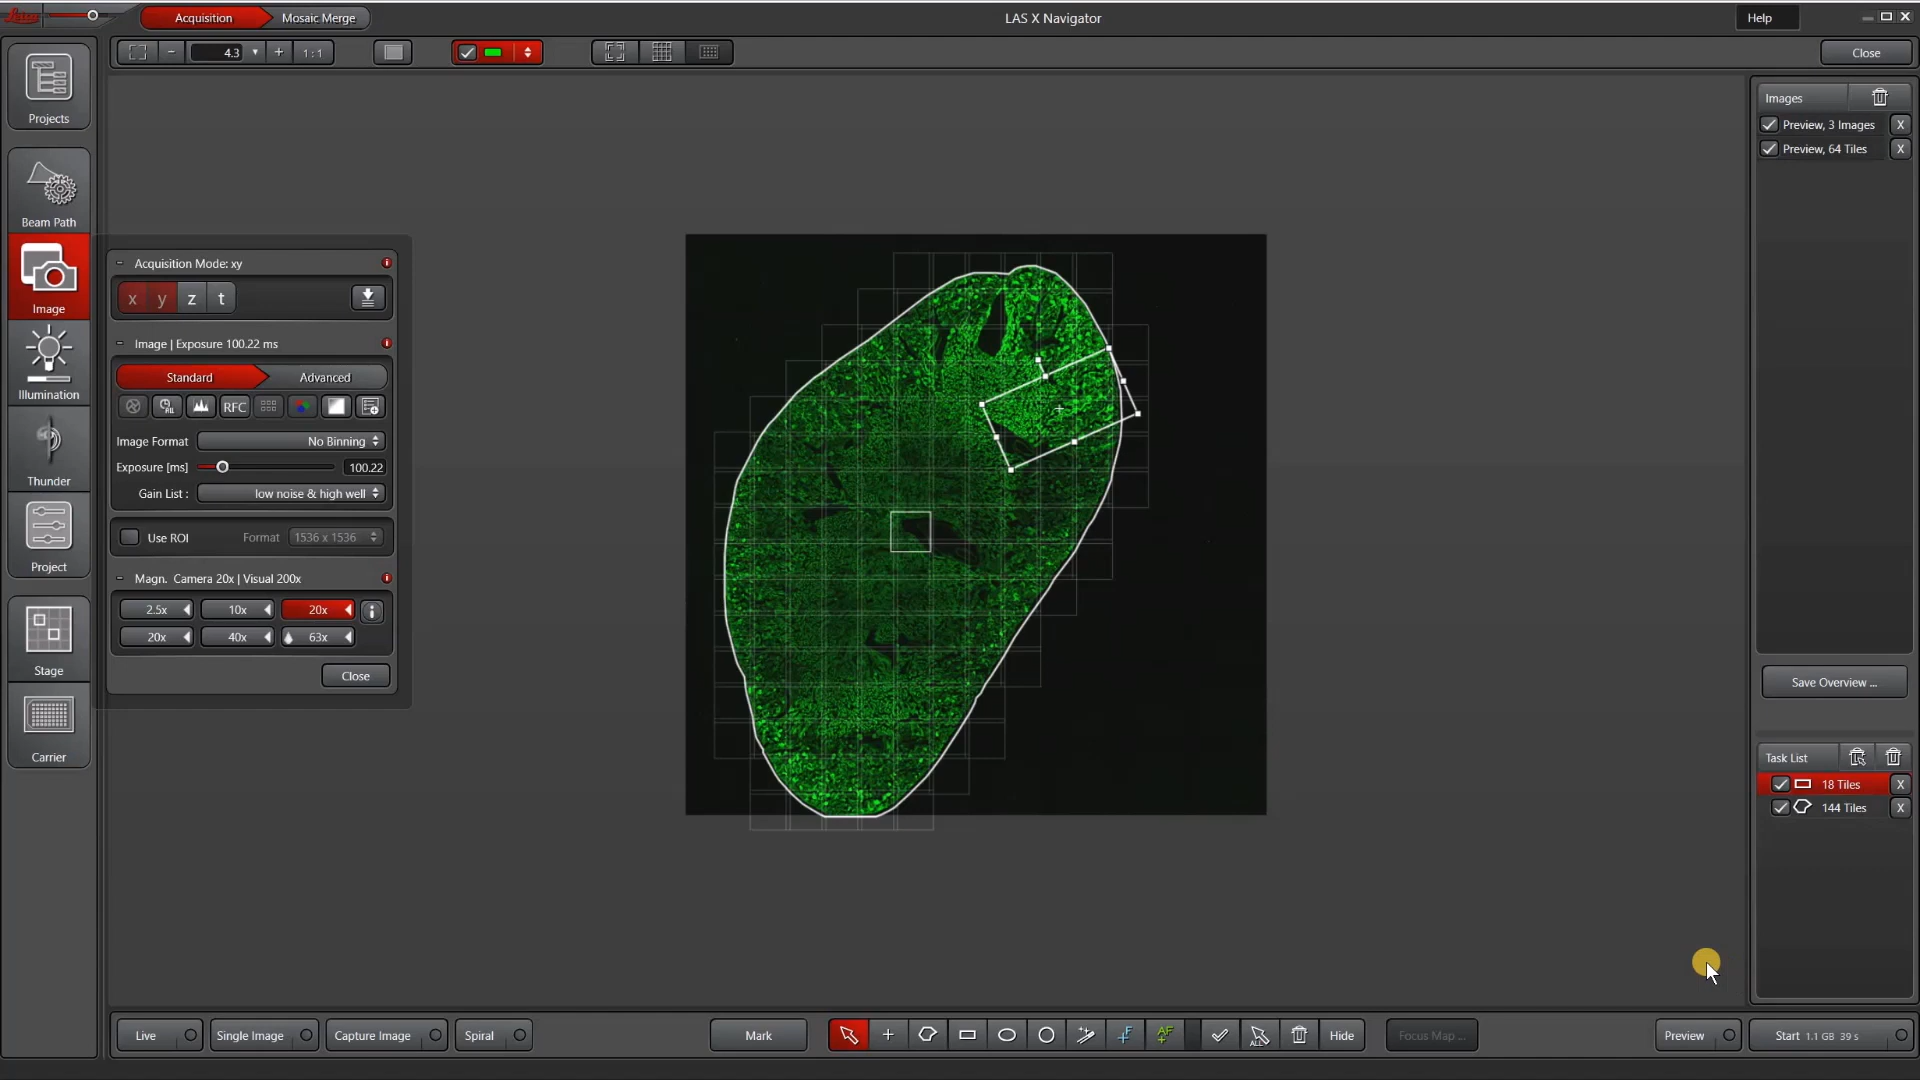 Leica
Acquisition
Mosaic Merge
LAS X Navigator
Help
4.3
1:1
Close
Projects
Beam Path
Image
Illumination
Thunder
Project
Stage
Carrier
Acquisition Mode: xy
x y z t
Image | Exposure 100.22 ms
Standard
Advanced
ALL
RFC
Image Format
No Binning
Exposure [ms]
100.22
Gain List :
low noise & high well
Use ROI
Format
1536 x 1536
Magn. Camera 20x | Visual 200x
2.5x
10x
20x
20x
40x
63x
Close
Images
Preview, 3 Images
X
Preview, 64 Tiles
X
Save Overview ...
Task List
18 Tiles
X
144 Tiles
X
Live
Single Image
Capture Image
Spiral
Mark
F
AF
ALL
Hide
Focus Map ...
Preview
Start 1.1 GB 39 s